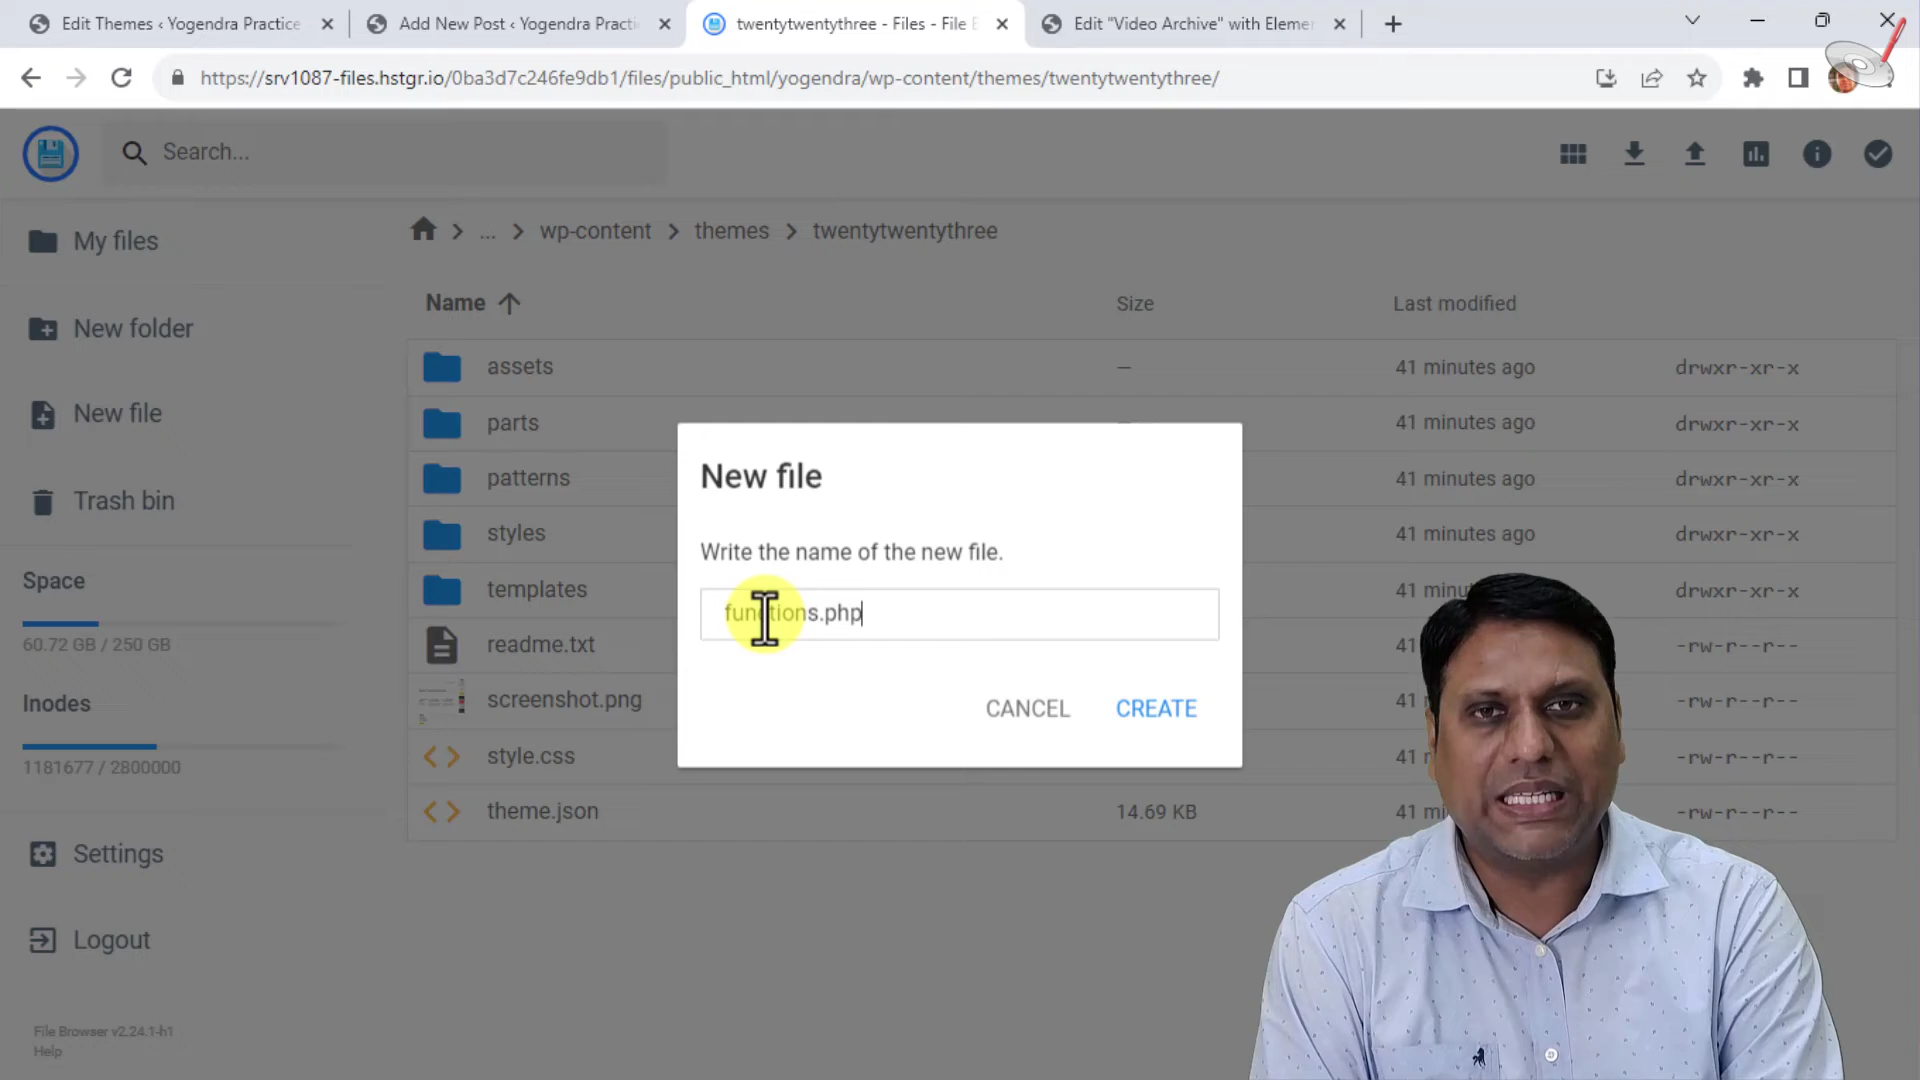 Edit Themes ‹ Yogendra Practice
Add New Post ‹ Yogendra Practi
twentytwentythree - Files - File E
Edit "Video Archive" with Elemen
https://srv1087-files.hstgr.io/0ba3d7c246fe9db1/files/public_html/yogendra/wp-content/themes/twentytwentythree/
Search...
My files
... wp-content themes twentytwentythree
Name Size Last modified
New folder
assets — 41 minutes ago drwxr-xr-x
New file
parts — 41 minutes ago drwxr-xr-x
patterns 41 minutes ago drwxr-xr-x
Trash bin
styles 41 minutes ago drwxr-xr-x
New file
Write the name of the new file.
functions.php
CANCEL CREATE
Space
templates 41 drwxr-xr-x
60.72 GB / 250 GB
readme.txt 41 -rw-r--r--
Inodes
screenshot.png 41 -rw-r--r--
1181677 / 2800000
style.css 41 -rw-r--r--
theme.json 14.69 KB 41 -rw-r--r--
Settings
Logout
File Browser v2.24.1-h1
Help